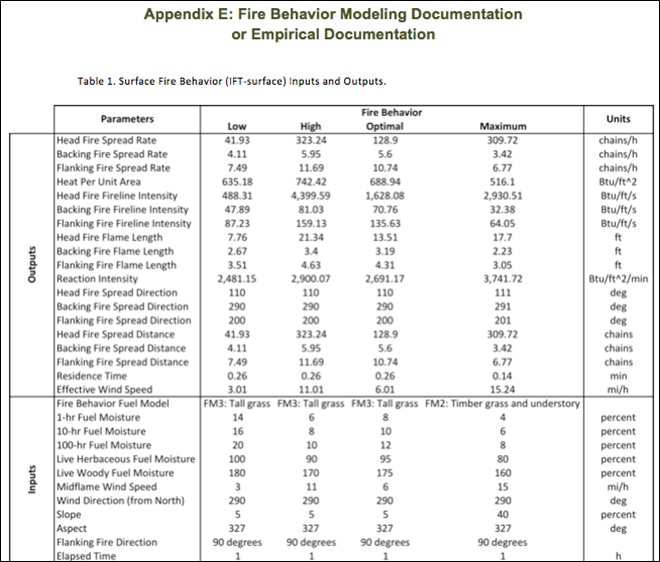 Appendix E: Fire Behavior Modeling Documentation
or Empirical Documentation
Table 1. Surface Fire Behavior (IFT-surface) Inputs and Outputs.
Parameters Fire Behavior Units
Low High Optimal Maximum
Outputs
Head Fire Spread Rate 41.93 323.24 128.9 309.72 chains/h
Backing Fire Spread Rate 4.11 5.95 5.6 3.42 chains/h
Flanking Fire Spread Rate 7.49 11.69 10.74 6.77 chains/h
Heat Per Unit Area 635.18 742.42 688.94 516.1 Btu/ft^2
Head Fire Fireline Intensity 488.31 4,399.59 1,628.08 2,930.51 Btu/ft/s
Backing Fire Fireline Intensity 47.89 81.03 70.76 32.38 Btu/ft/s
Flanking Fire Fireline Intensity 87.23 159.13 135.63 64.05 Btu/ft/s
Head Fire Flame Length 7.76 21.34 13.51 17.7 ft
Backing Fire Flame Length 2.67 3.4 3.19 2.23 ft
Flanking Fire Flame Length 3.51 4.63 4.31 3.05 ft
Reaction Intensity 2,481.15 2,900.07 2,691.17 3,741.72 Btu/ft^2/min
Head Fire Spread Direction 110 110 110 111 deg
Backing Fire Spread Direction 290 290 290 291 deg
Flanking Fire Spread Direction 200 200 200 201 deg
Head Fire Spread Distance 41.93 323.24 128.9 309.72 chains
Backing Fire Spread Distance 4.11 5.95 5.6 3.42 chains
Flanking Fire Spread Distance 7.49 11.69 10.74 6.77 chains
Residence Time 0.26 0.26 0.26 0.14 min
Effective Wind Speed 3.01 11.01 6.01 15.24 mi/h
Inputs
Fire Behavior Fuel Model FM3: Tall grass FM3: Tall grass FM3: Tall grass FM2: Timber grass and understory
1-hr Fuel Moisture 14 6 8 4 percent
10-hr Fuel Moisture 16 8 10 6 percent
100-hr Fuel Moisture 20 10 12 8 percent
Live Herbaceous Fuel Moisture 100 90 95 80 percent
Live Woody Fuel Moisture 180 170 175 160 percent
Midflame Wind Speed 3 11 6 15 mi/h
Wind Direction (from North) 290 290 290 290 deg
Slope 5 5 5 40 percent
Aspect 327 327 327 327 deg
Flanking Fire Direction 90 degrees 90 degrees 90 degrees 90 degrees
Elapsed Time 1 1 1 1 h